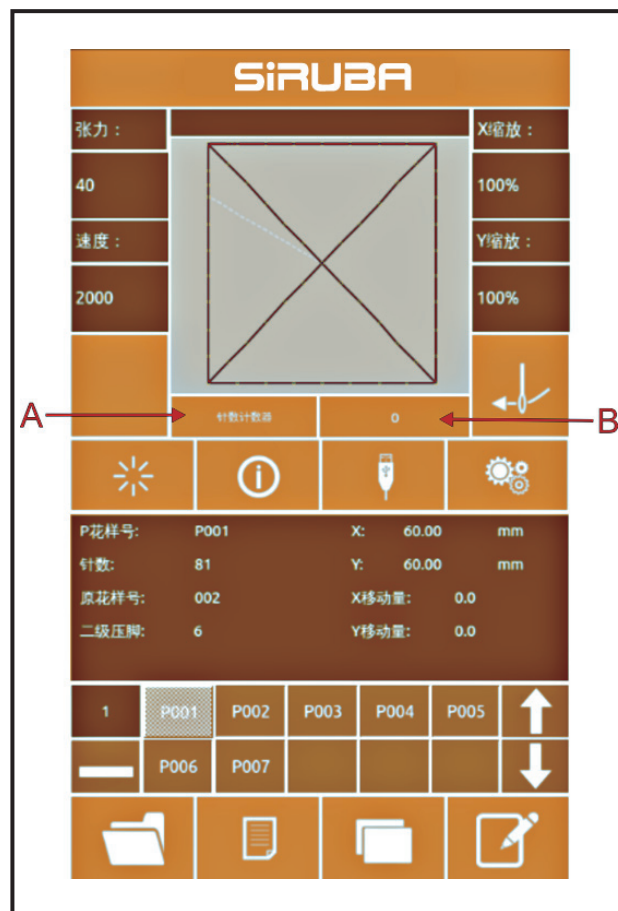 SiRUBA
张力：
X缩放：
40
100%
速度：
Y缩放：
2000
100%
A
针数计数器
0
B
P花样号: P001 X: 60.00 mm
针数: 81 Y: 60.00 mm
原花样号: 002 X移动量: 0.0
二级压脚: 6 Y移动量: 0.0
1 P001 P002 P003 P004 P005
P006 P007